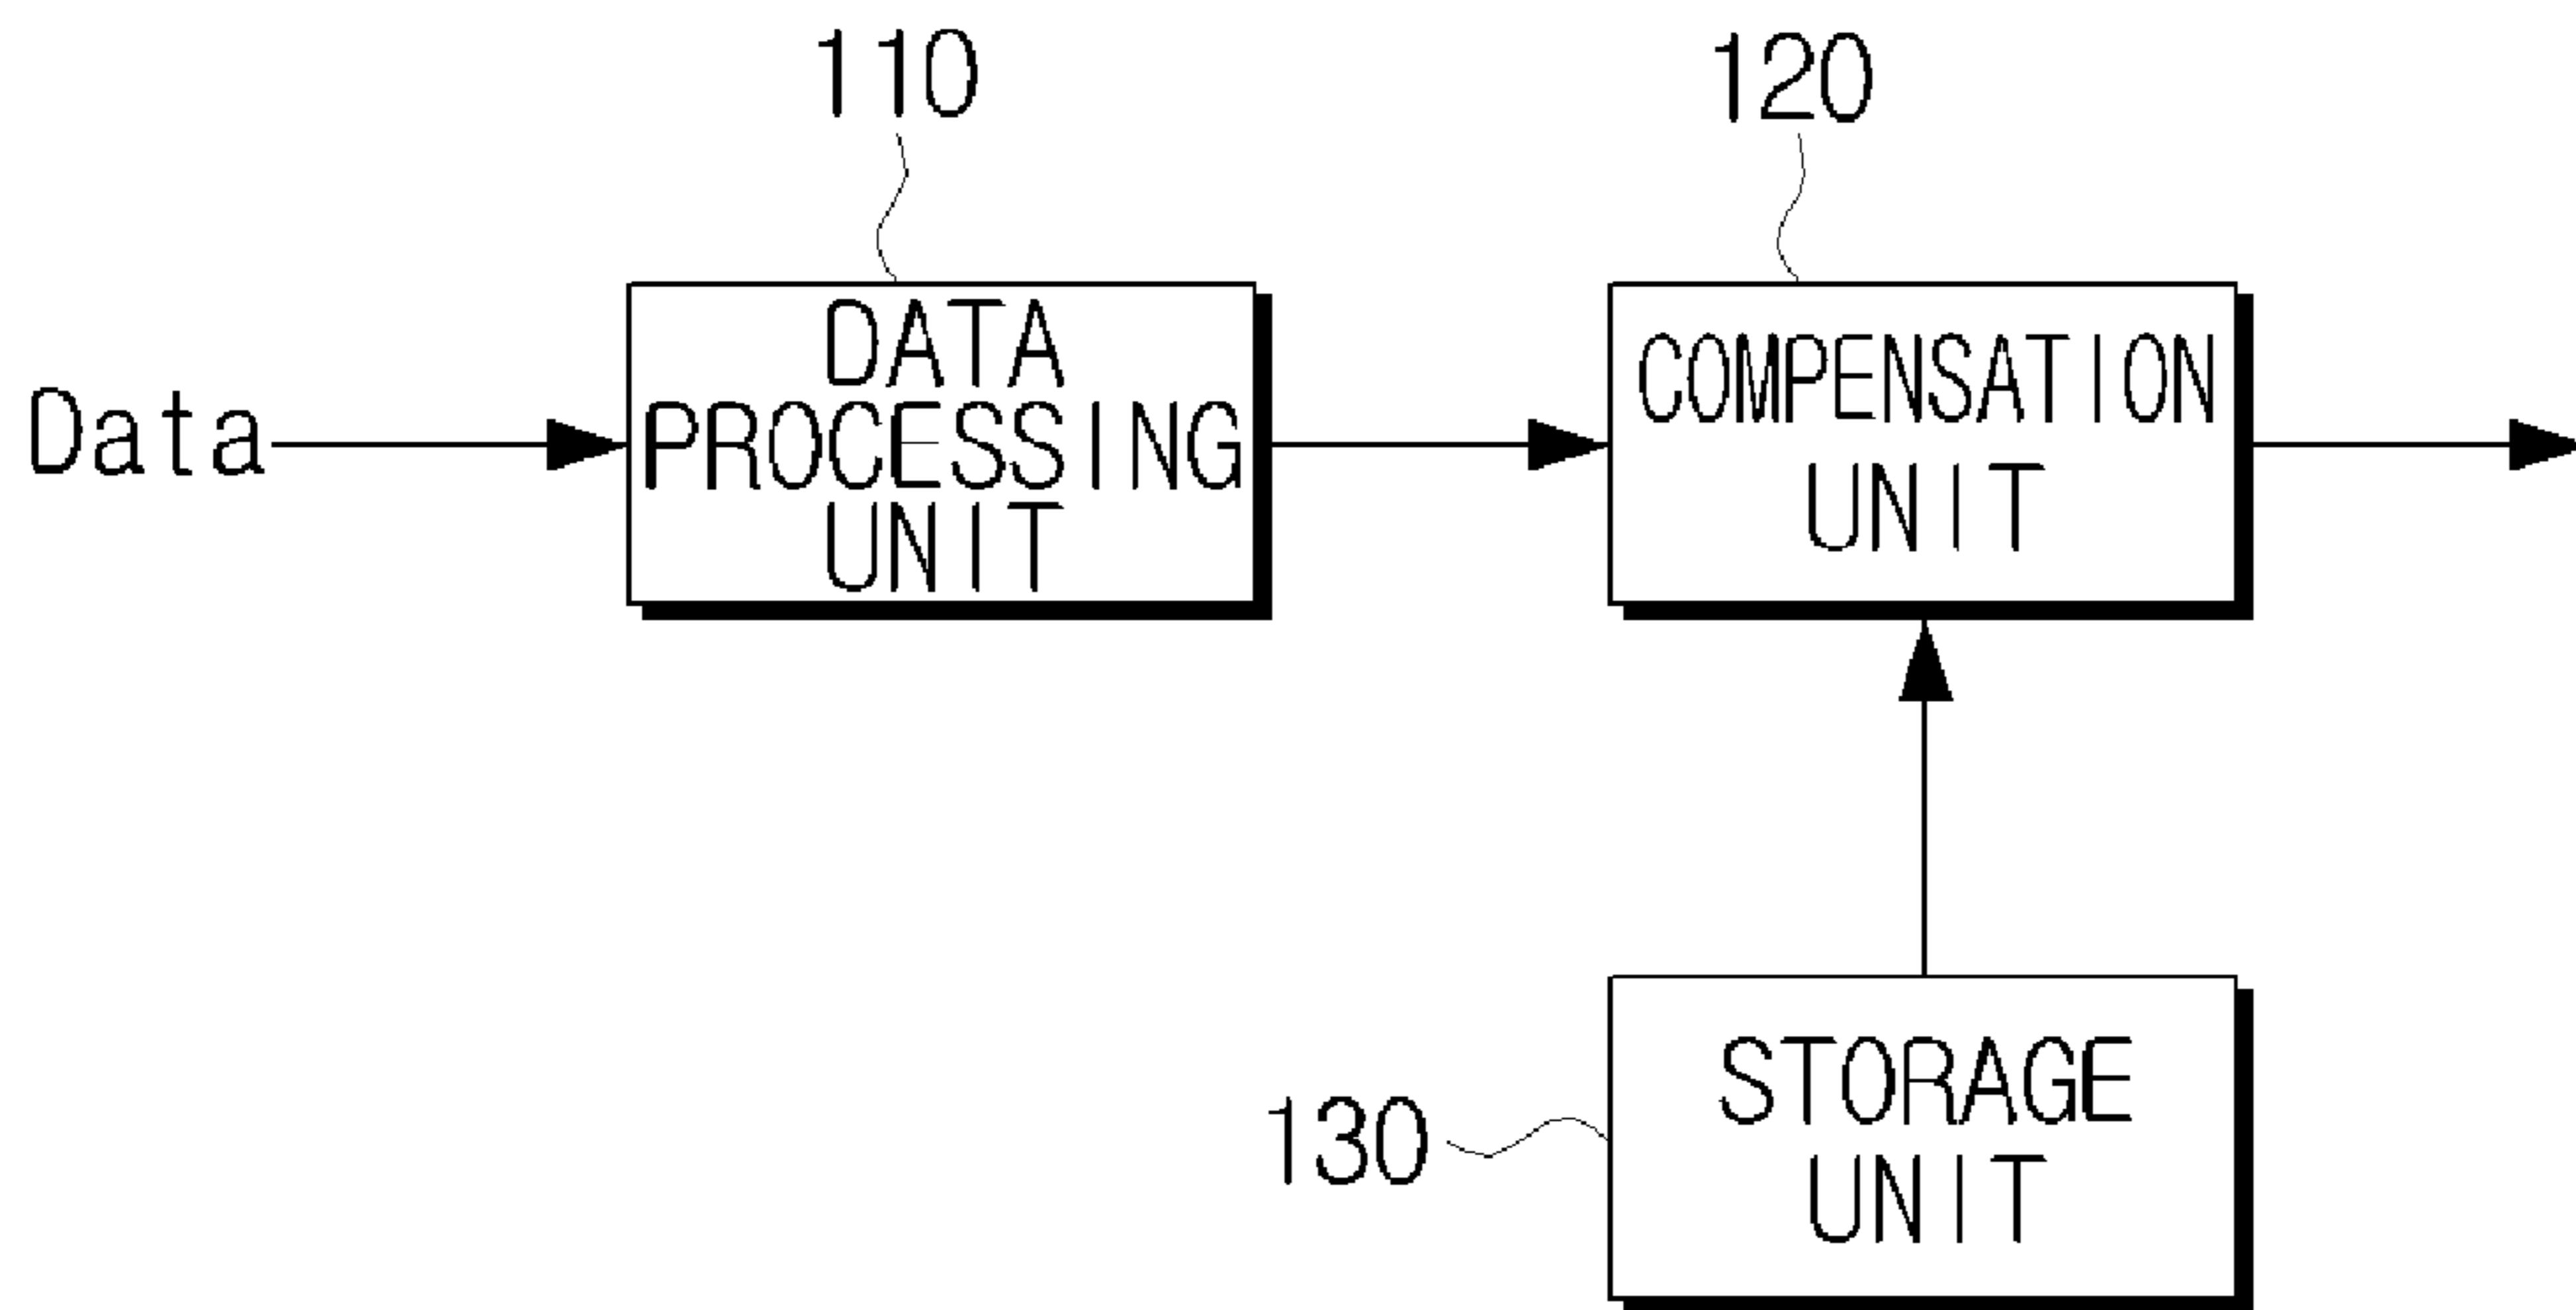 110
120
Data
DATA
PROCESSING
UNIT
COMPENSATION
UNIT
130
STORAGE
UNIT